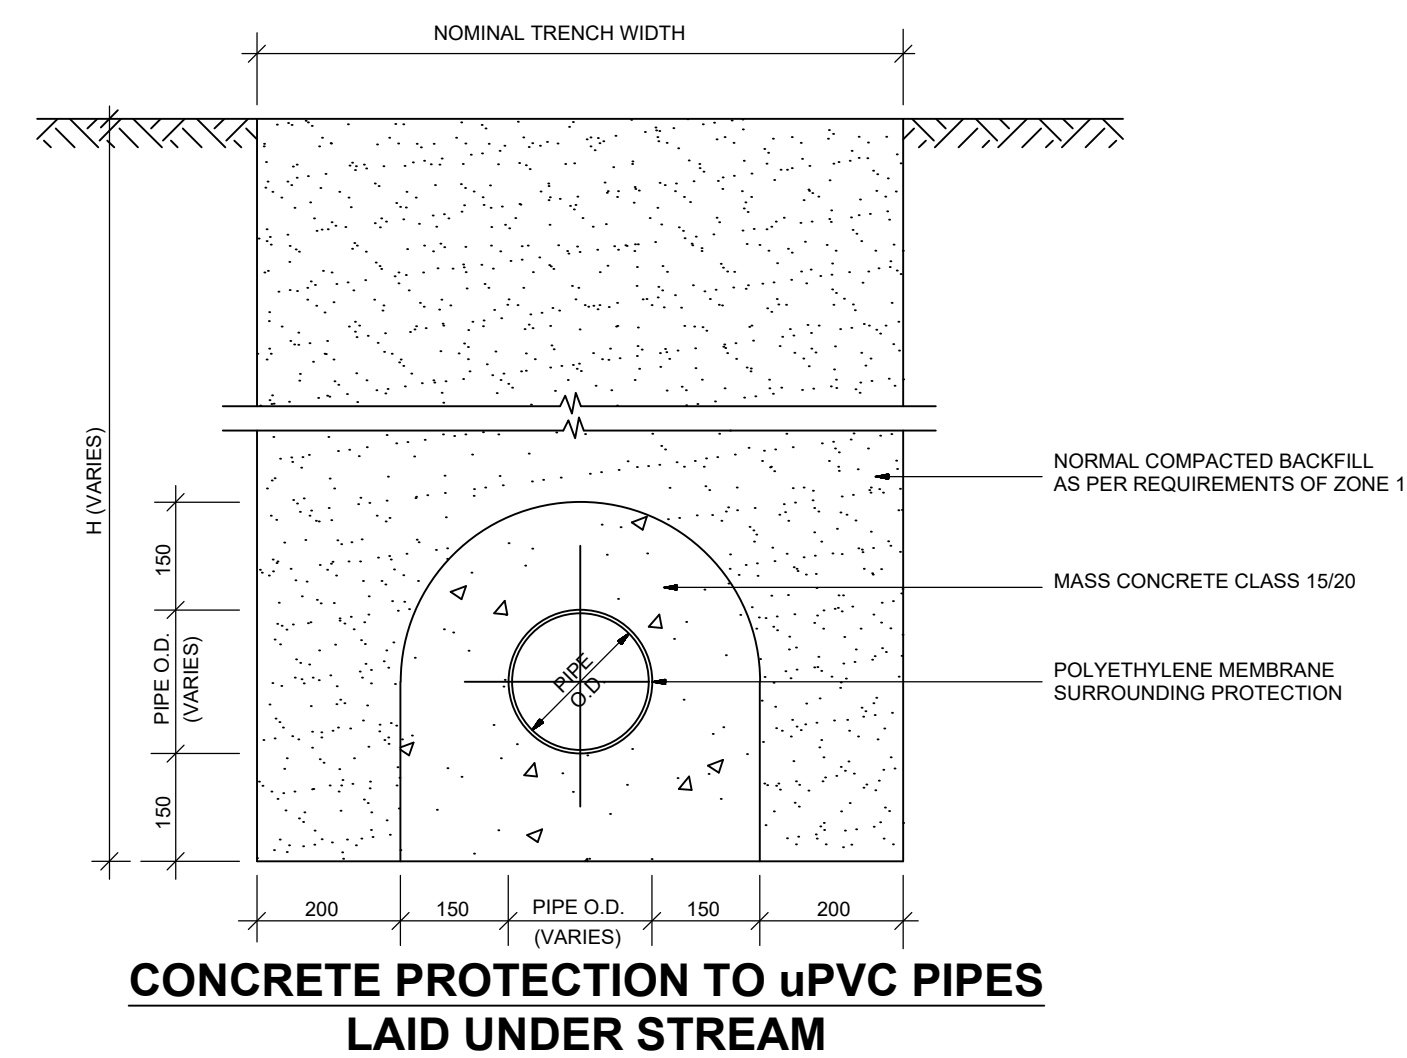 NOMINAL TRENCH WIDTH
H (VARIES)
150
PIPE O.D.
(VARIES)
150
NORMAL COMPACTED BACKFILL
AS PER REQUIREMENTS OF ZONE 1
MASS CONCRETE CLASS 15/20
PIPE
O.D.
POLYETHYLENE MEMBRANE
SURROUNDING PROTECTION
200
150
PIPE O.D.
(VARIES)
150
200
CONCRETE PROTECTION TO uPVC PIPES
LAID UNDER STREAM